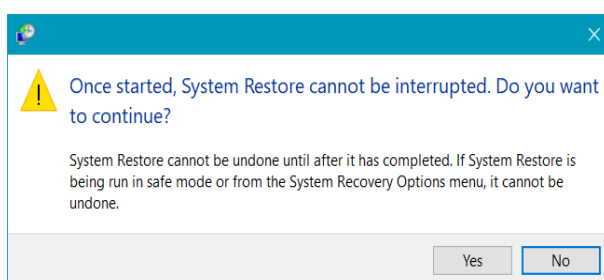 Once started, System Restore cannot be interrupted. Do you want
to continue?
System Restore cannot be undone until after it has completed. If System Restore is
being run in safe mode or from the System Recovery Options menu, it cannot be
undone.
Yes No